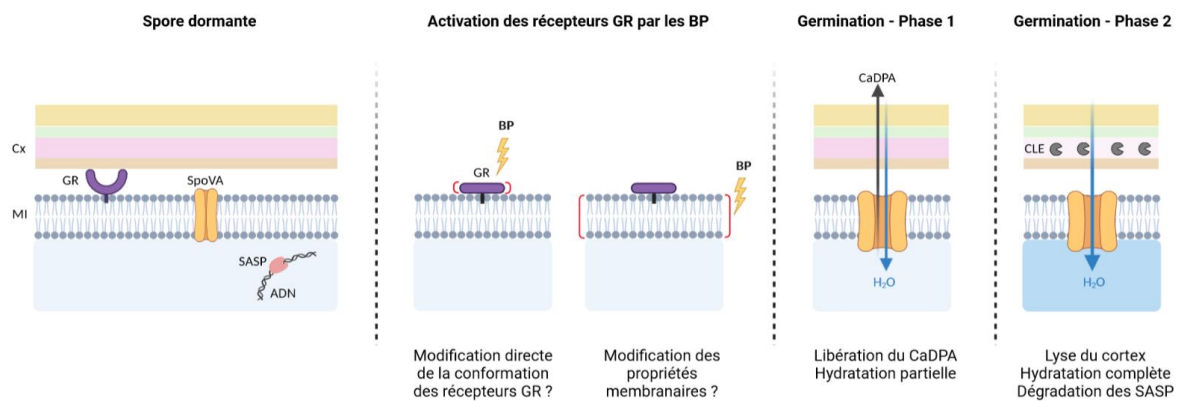 Spore dormante
Activation des récepteurs GR par les BP
Germination - Phase 1
Germination - Phase 2
Cx
GR
SpoVA
MI
SASP
ADN
BP
GR
BP
Modification directe
de la conformation
des récepteurs GR ?
Modification des
propriétés
membranaires ?
CaDPA
H₂O
Libération du CaDPA
Hydratation partielle
CLE
H₂O
Lyse du cortex
Hydratation complète
Dégradation des SASP